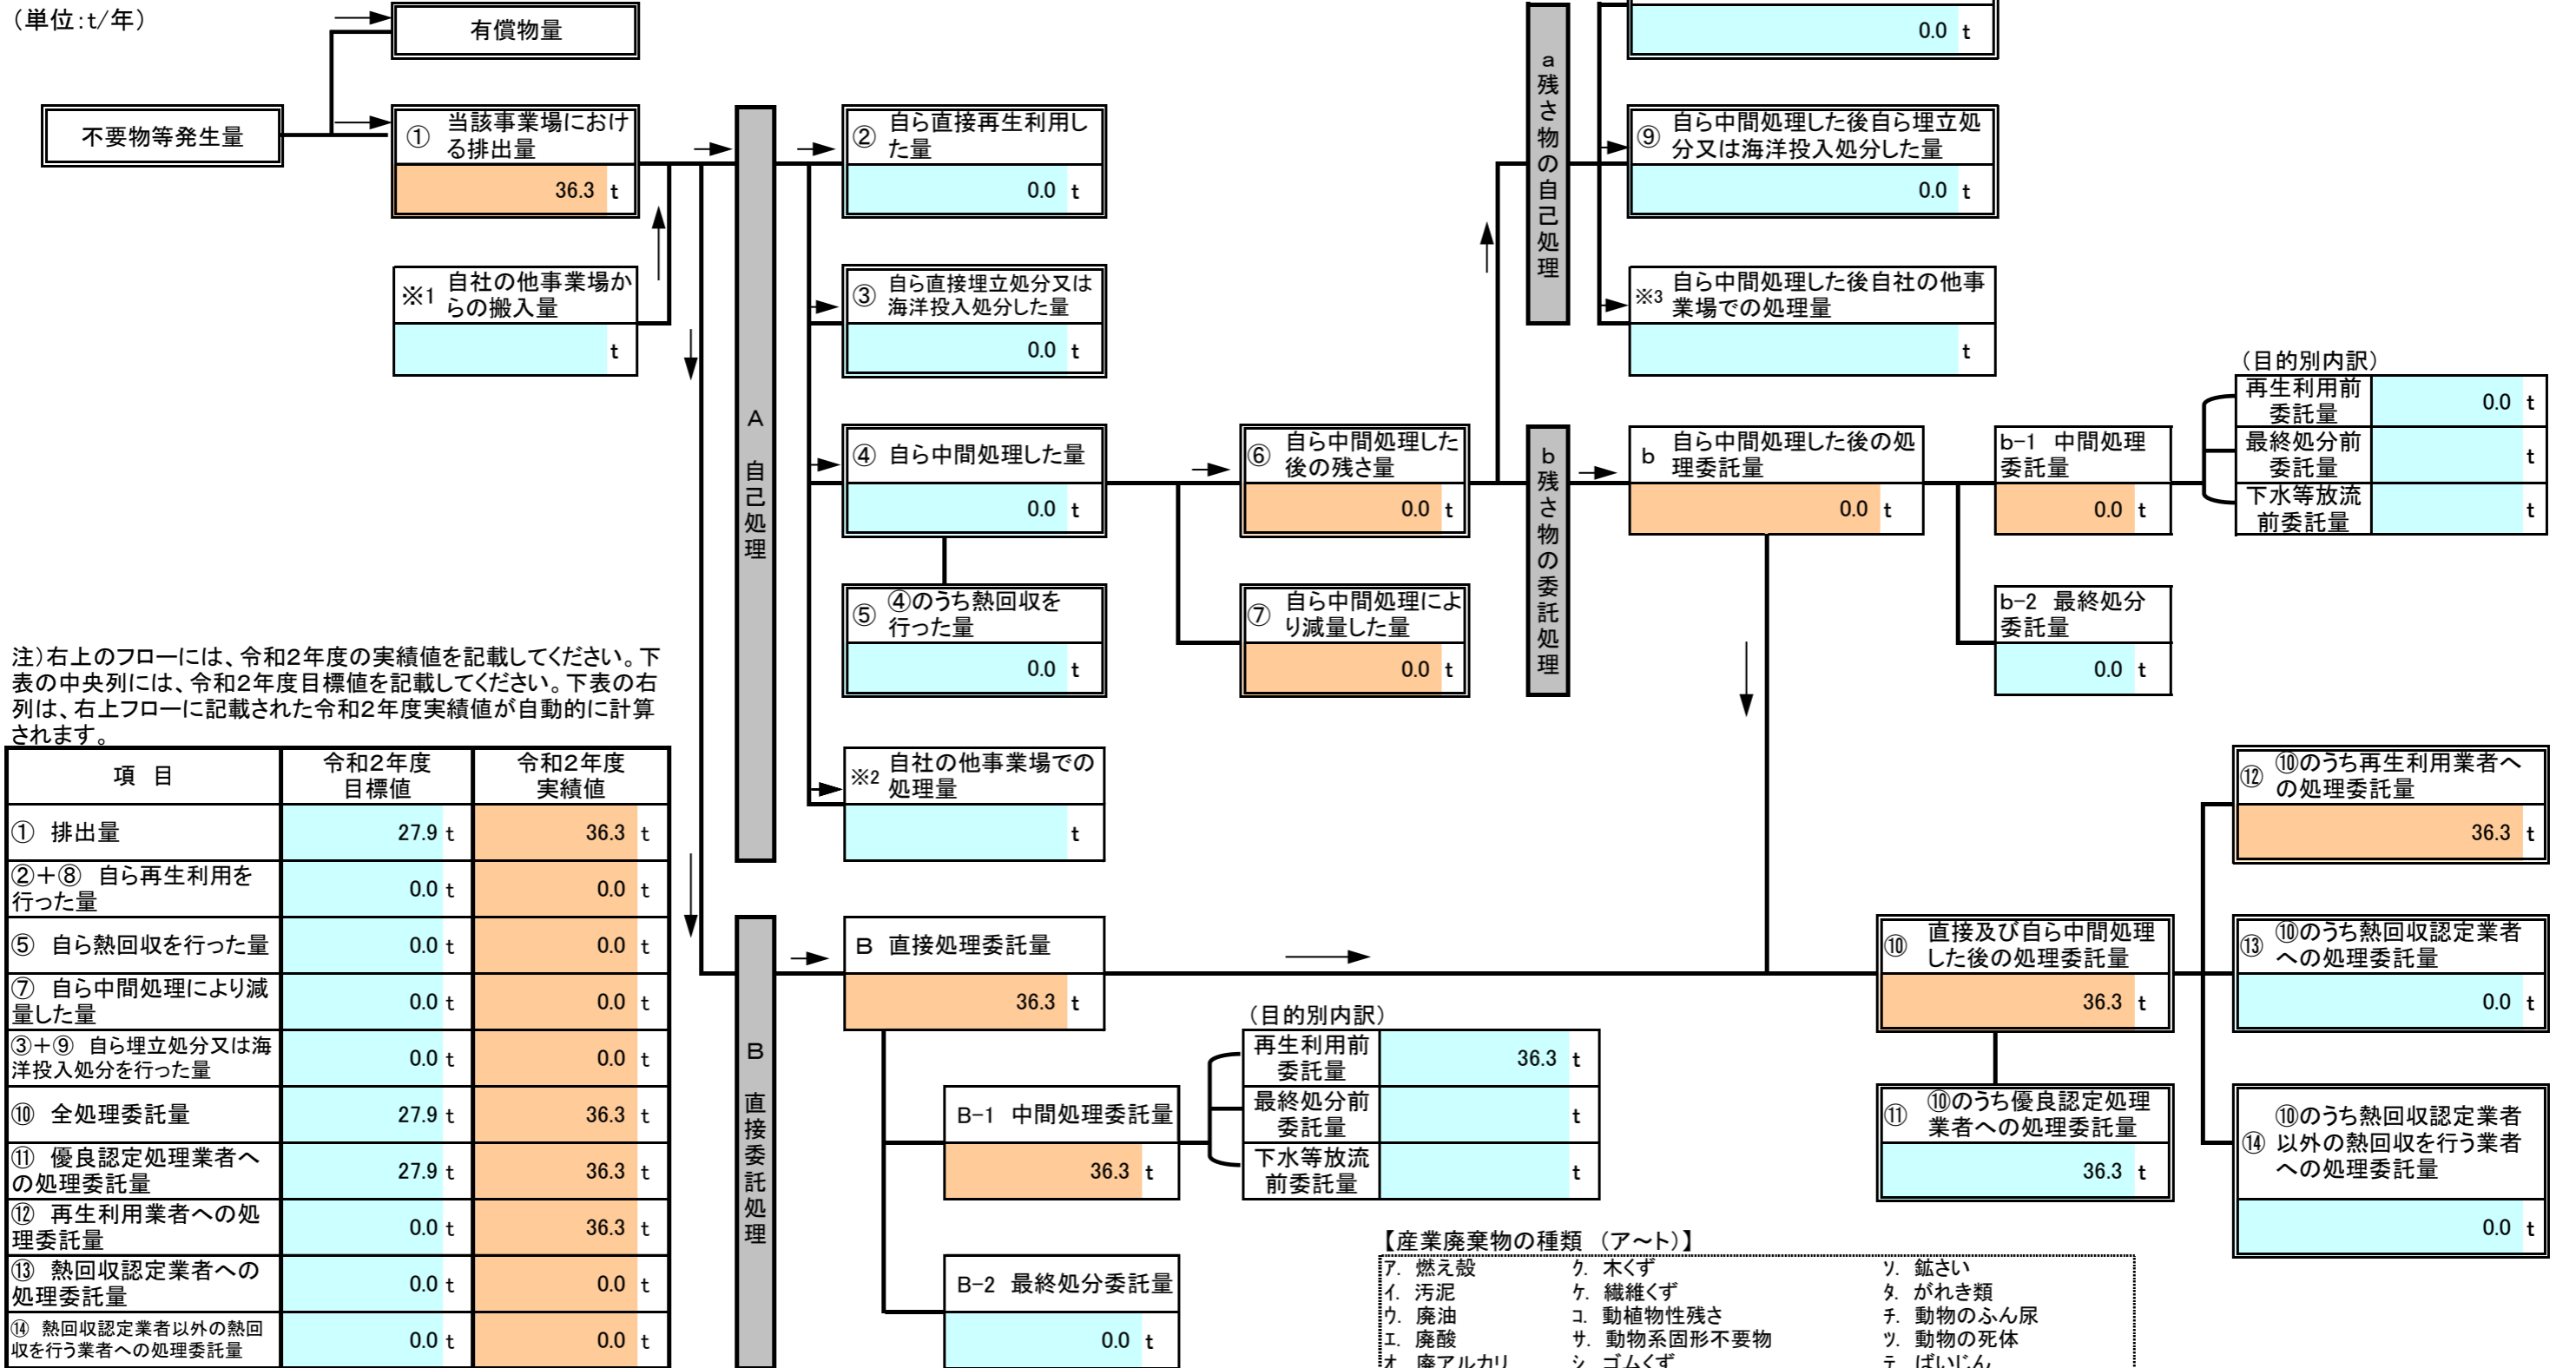 （単位：t/年）
有償物量
不要物等発生量
① 当該事業場におけ
る排出量
36.3 t
※1 自社の他事業場か
らの搬入量
t
A 自己処理
② 自ら直接再生利用し
た量
0.0 t
③ 自ら直接埋立処分又は
海洋投入処分した量
0.0 t
④ 自ら中間処理した量
0.0 t
⑤ ④のうち熱回収を
行った量
0.0 t
※2 自社の他事業場での
処理量
t
⑥ 自ら中間処理した
後の残さ量
0.0 t
⑦ 自ら中間処理によ
り減量した量
0.0 t
a 残さ物の自己処理
0.0 t
⑨ 自ら中間処理した後自ら埋立処
分又は海洋投入処分した量
0.0 t
※3 自ら中間処理した後自社の他事
業場での処理量
t
b 残さ物の委託処理
b 自ら中間処理した後の処
理委託量
0.0 t
b-1 中間処理
委託量
0.0 t
b-2 最終処分
委託量
0.0 t
（目的別内訳）
再生利用前
委託量
0.0 t
最終処分前
委託量
t
下水等放流
前委託量
t
注）右上のフローには、令和2年度の実績値を記載してください。下
表の中央列には、令和2年度目標値を記載してください。下表の右
列は、右上フローに記載された令和2年度実績値が自動的に計算
されます。
項 目 令和2年度 目標値 令和2年度 実績値
① 排出量 27.9 t 36.3 t
②＋⑧ 自ら再生利用を
行った量 0.0 t 0.0 t
⑤ 自ら熱回収を行った量 0.0 t 0.0 t
⑦ 自ら中間処理により減
量した量 0.0 t 0.0 t
③＋⑨ 自ら埋立処分又は海
洋投入処分を行った量 0.0 t 0.0 t
⑩ 全処理委託量 27.9 t 36.3 t
⑪ 優良認定処理業者へ
の処理委託量 27.9 t 36.3 t
⑫ 再生利用業者への処
理委託量 0.0 t 36.3 t
⑬ 熱回収認定業者への
処理委託量 0.0 t 0.0 t
⑭ 熱回収認定業者以外の熱回
収を行う業者への処理委託量 0.0 t 0.0 t
B 直接委託処理
B 直接処理委託量
36.3 t
B-1 中間処理委託量
36.3 t
B-2 最終処分委託量
0.0 t
（目的別内訳）
再生利用前
委託量
36.3 t
最終処分前
委託量
t
下水等放流
前委託量
t
⑩ 直接及び自ら中間処理
した後の処理委託量
36.3 t
⑪ ⑩のうち優良認定処理
業者への処理委託量
36.3 t
⑫ ⑩のうち再生利用業者へ
の処理委託量
36.3 t
⑬ ⑩のうち熱回収認定業者
への処理委託量
0.0 t
⑭ ⑩のうち熱回収認定業者
以外の熱回収を行う業者
への処理委託量
0.0 t
【産業廃棄物の種類 （ア～ト）】
ア. 燃え殻 ク. 木くず ソ. 鉱さい
イ. 汚泥 ケ. 繊維くず タ. がれき類
ウ. 廃油 コ. 動植物性残さ チ. 動物のふん尿
エ. 廃酸 サ. 動物系固形不要物 ツ. 動物の死体
オ. 廃アルカリ シ. ゴムくず テ. ばいじん